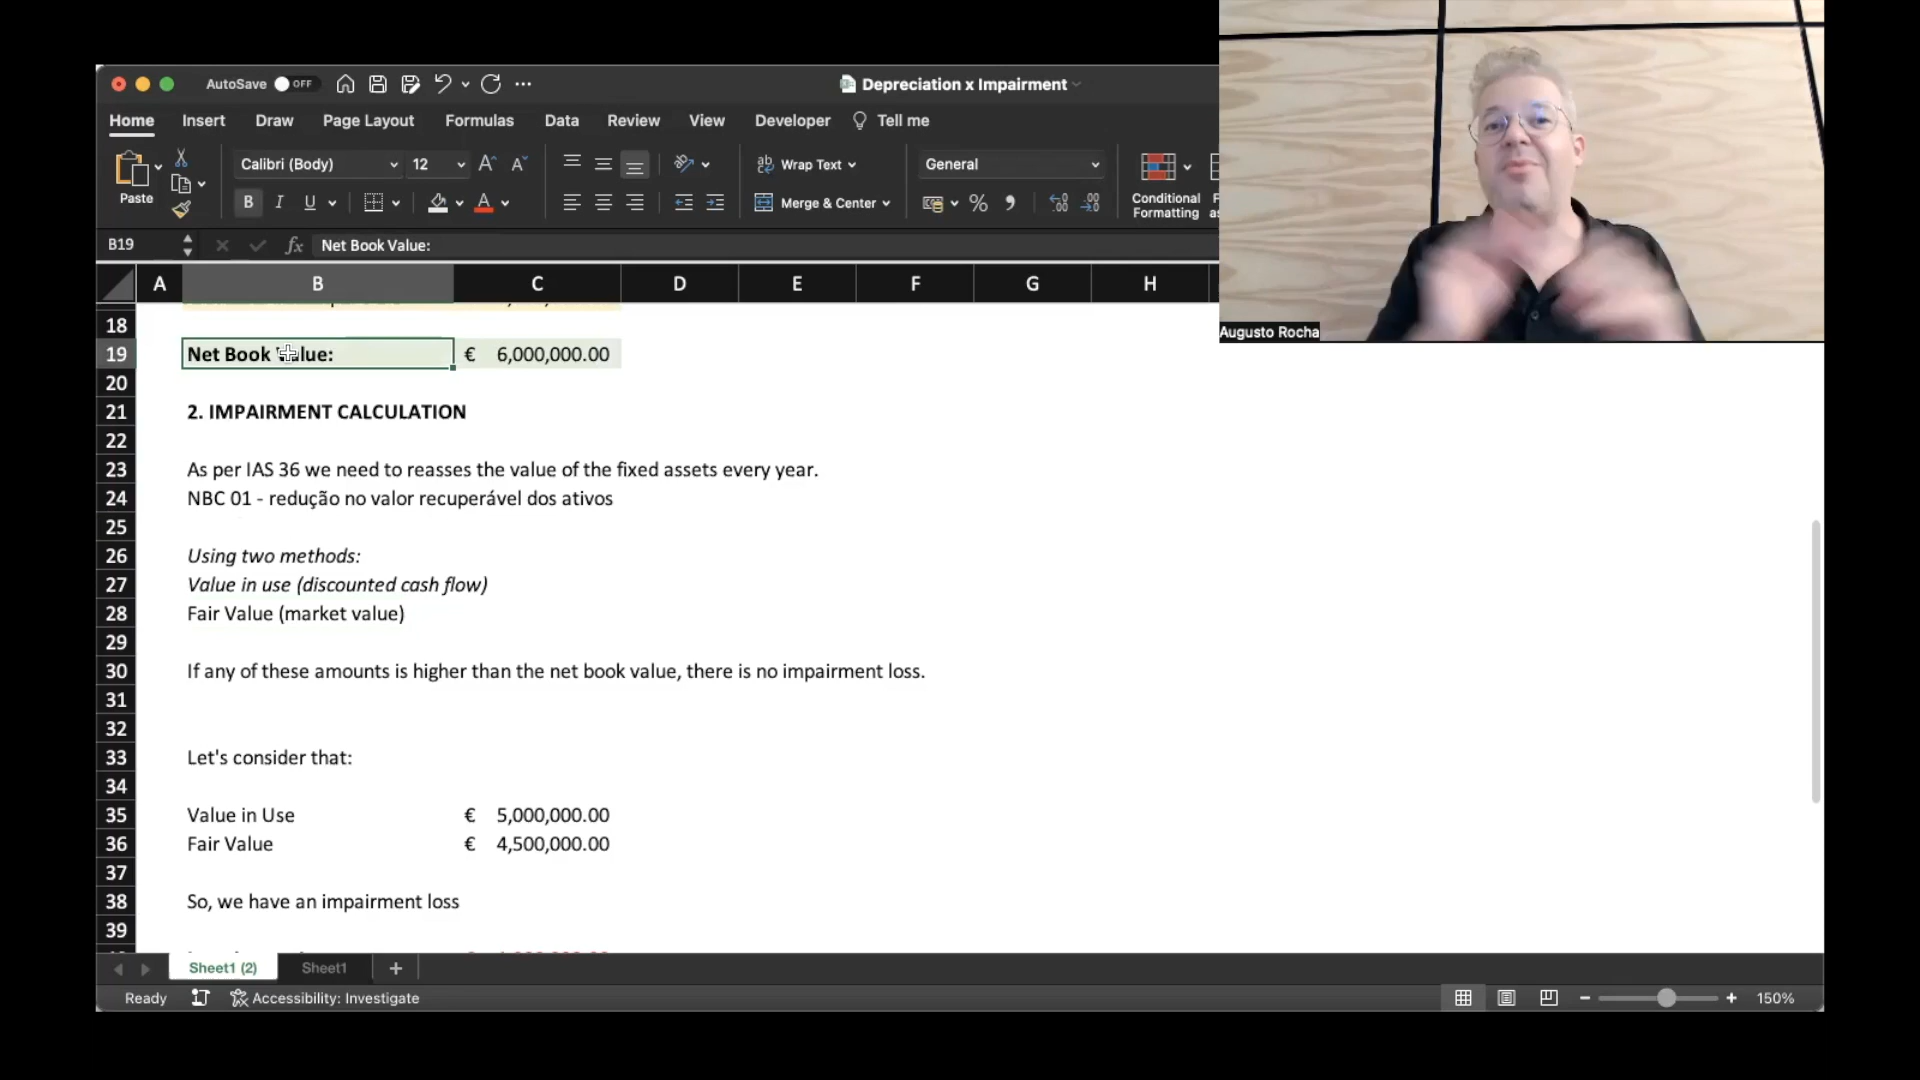 AutoSave OFF
Depreciation x Impairment
Home Insert Draw Page Layout Formulas Data Review View Developer Tell me
Paste
Calibri (Body) 12
Wrap Text
General
B I U
Merge & Center
Conditional Formatting
B19 fx Net Book Value:
A B C D E F G H
18
19 Net Book Value: € 6,000,000.00
20
21 2. IMPAIRMENT CALCULATION
22
23 As per IAS 36 we need to reasses the value of the fixed assets every year.
24 NBC 01 - redução no valor recuperável dos ativos
25
26 Using two methods:
27 Value in use (discounted cash flow)
28 Fair Value (market value)
29
30 If any of these amounts is higher than the net book value, there is no impairment loss.
31
32
33 Let's consider that:
34
35 Value in Use € 5,000,000.00
36 Fair Value € 4,500,000.00
37
38 So, we have an impairment loss
39
Sheet1 (2) Sheet1
Ready Accessibility: Investigate 150%
Augusto Rocha